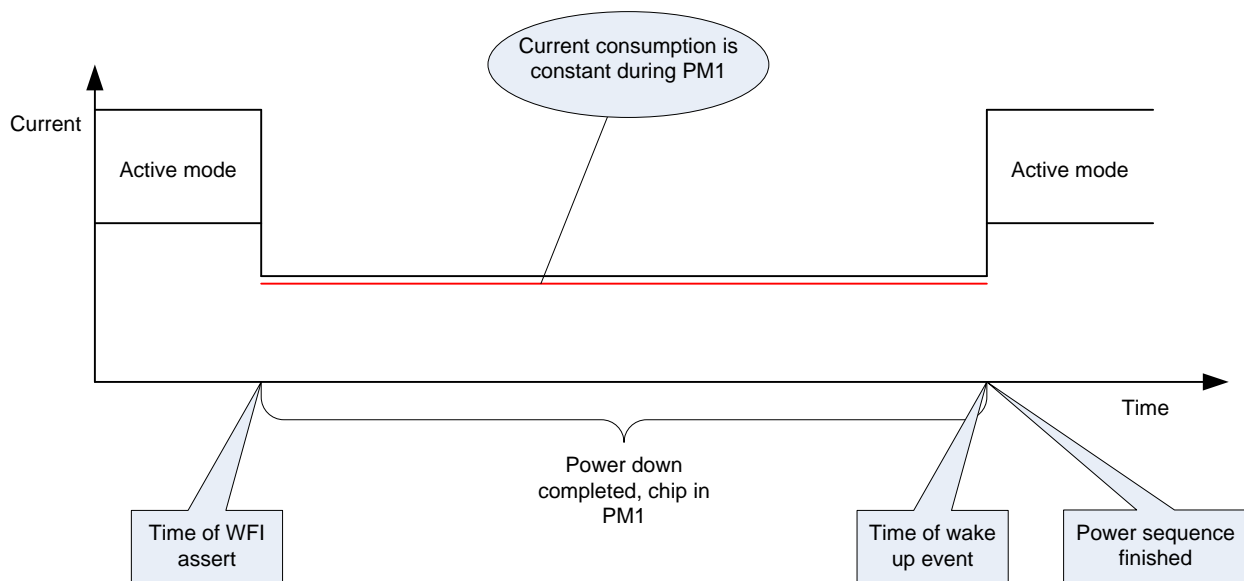 Current consumption is
constant during PM1
Current
Active mode
Active mode
Time
Power down
completed, chip in
PM1
Time of WFI
assert
Time of wake
up event
Power sequence
finished